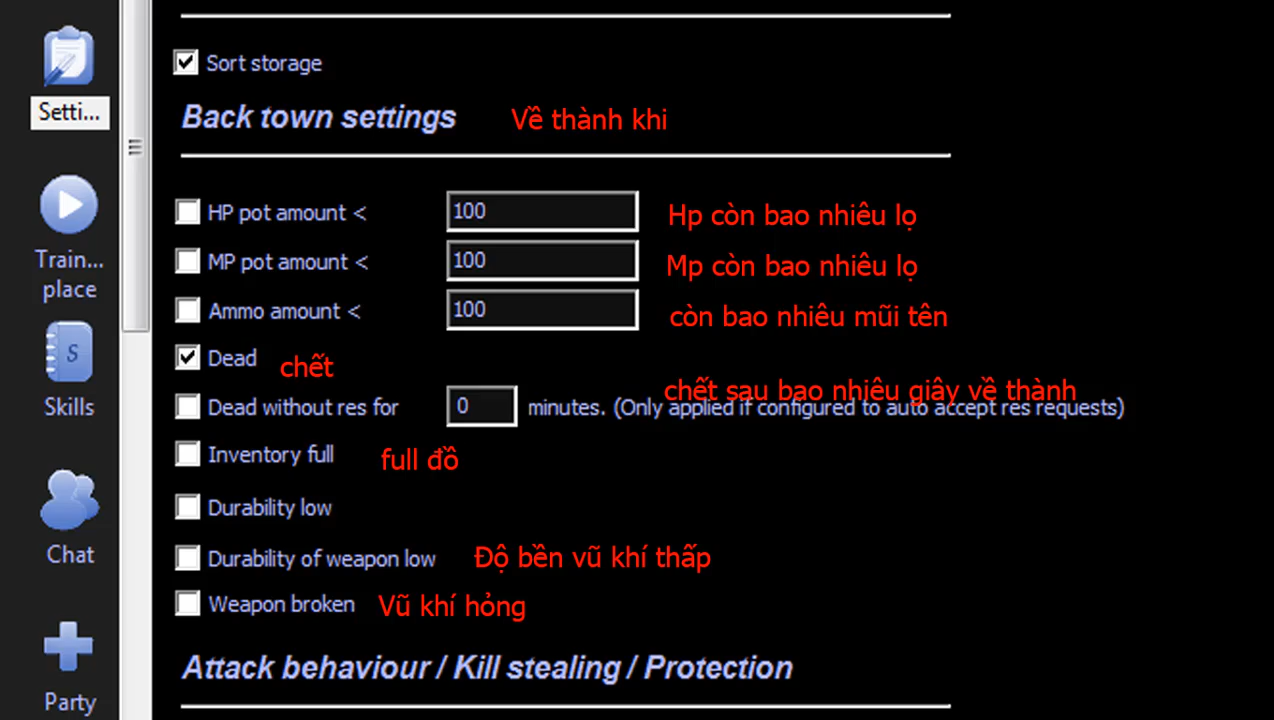 Sort storage
Setti...
Back town settings Về thành khi
HP pot amount < 100 Hp còn bao nhiêu lọ
Train...
place
MP pot amount < 100 Mp còn bao nhiêu lọ
Ammo amount < 100 còn bao nhiêu mũi tên
Dead chết
chết sau bao nhiêu giây về thành
Skills
Dead without res for 0 minutes. (Only applied if configured to auto accept res requests)
Inventory full full đồ
Durability low
Chat
Durability of weapon low Độ bền vũ khí thấp
Weapon broken Vũ khí hỏng
Attack behaviour / Kill stealing / Protection
Party